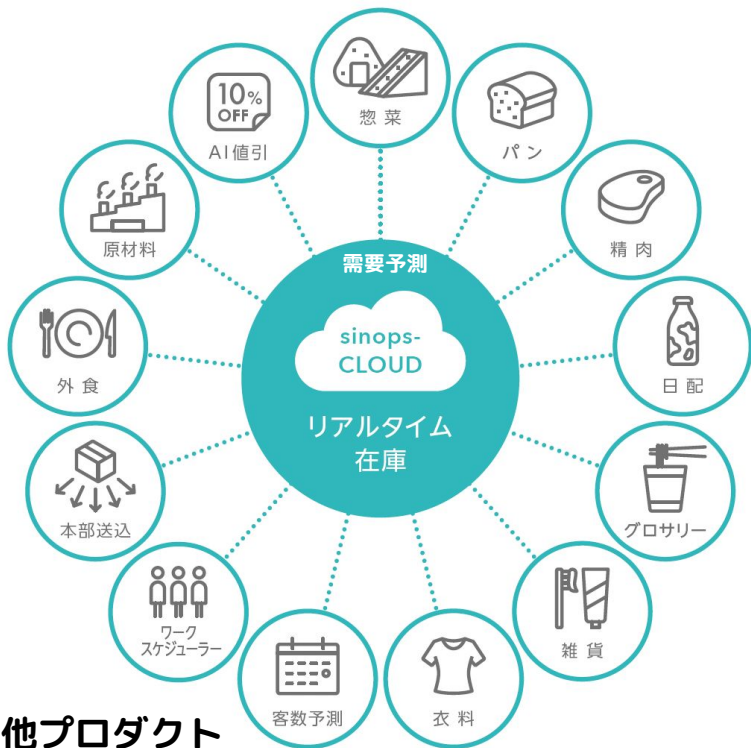 10%
OFF
AI値引
惣菜
パン
精肉
日配
グロサリー
雑貨
衣料
客数予測
ワーク
スケジューラー
本部送込
外食
原材料
需要予測
sinops-
CLOUD
リアルタイム
在庫
他プロダクト